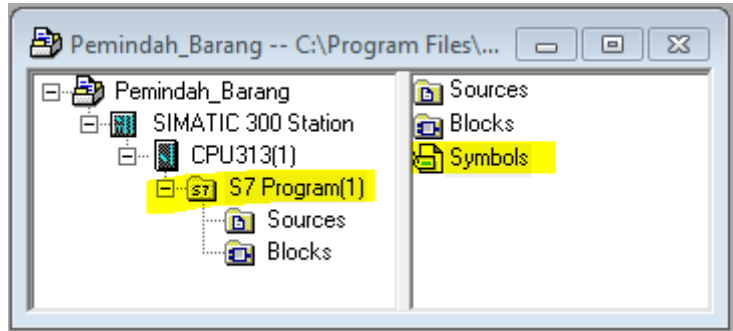 Pemindah_Barang -- C:\Program Files\...
Pemindah_Barang
SIMATIC 300 Station
CPU313(1)
S7 Program(1)
Sources
Blocks
Sources
Blocks
Symbols